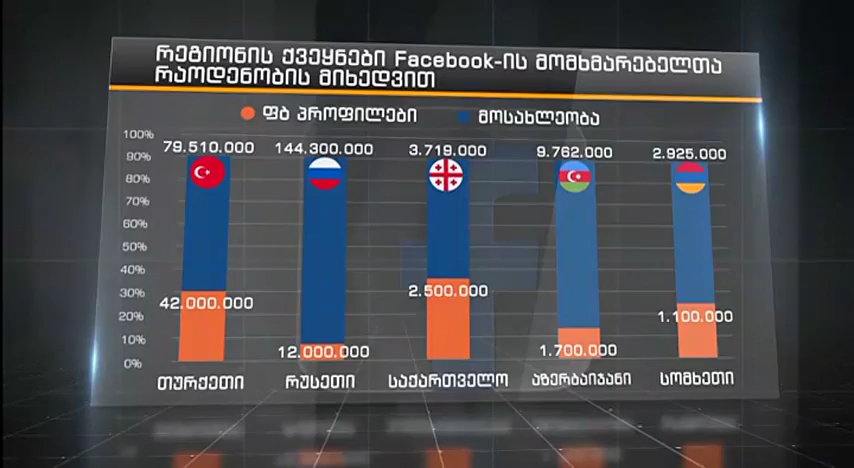 რეგიონის ქვეყნები Facebook-ის მომხმარებელთა
რაოდენობის მიხედვით
ფბ პროფილები მოსახლეობა
100%
90%
80%
70%
60%
50%
40%
30%
20%
10%
0%
79.510.000 144.300.000 3.719.000 9.762.000 2.925.000
42.000.000 12.000.000 2.500.000 1.700.000 1.100.000
თურქეთი რუსეთი საქართველო აზერბაიჯანი სომხეთი